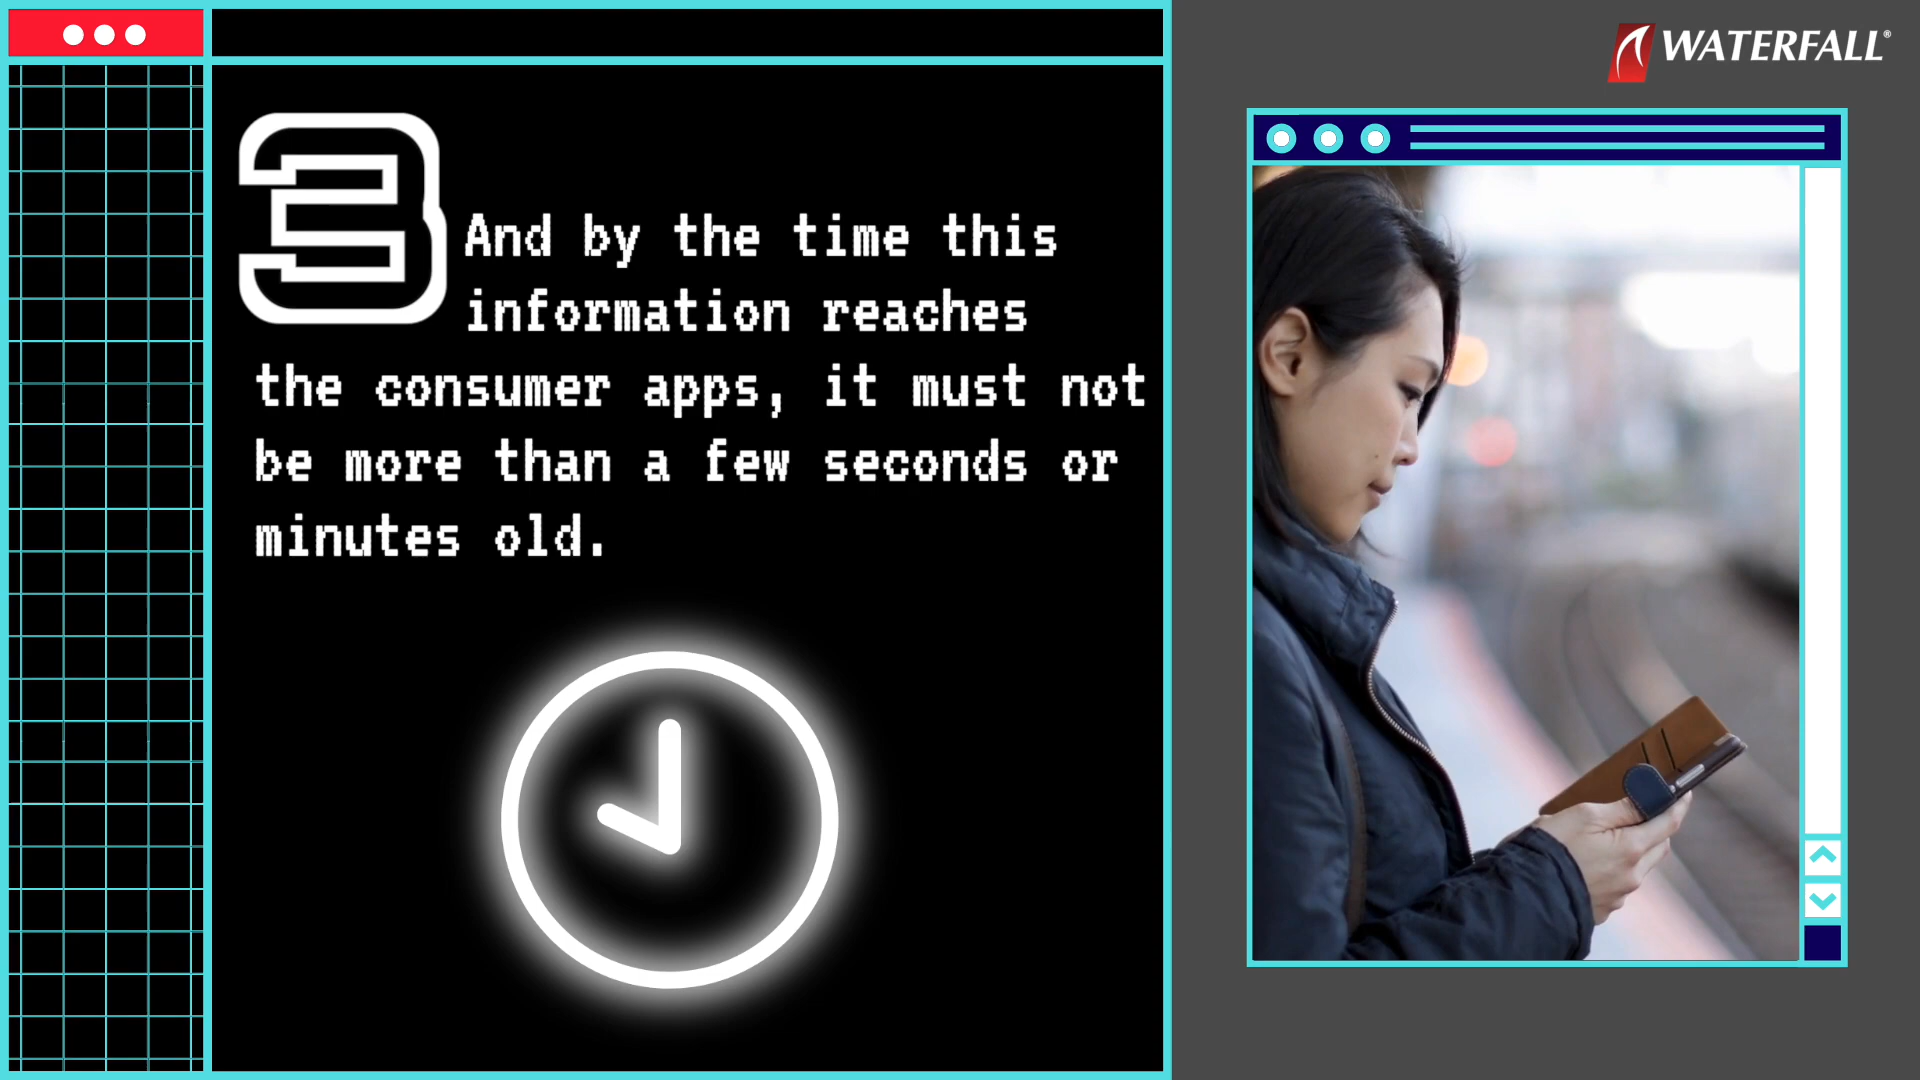 WATERFALL®
3
And by the time this
information reaches
the consumer apps, it must not
be more than a few seconds or
minutes old.